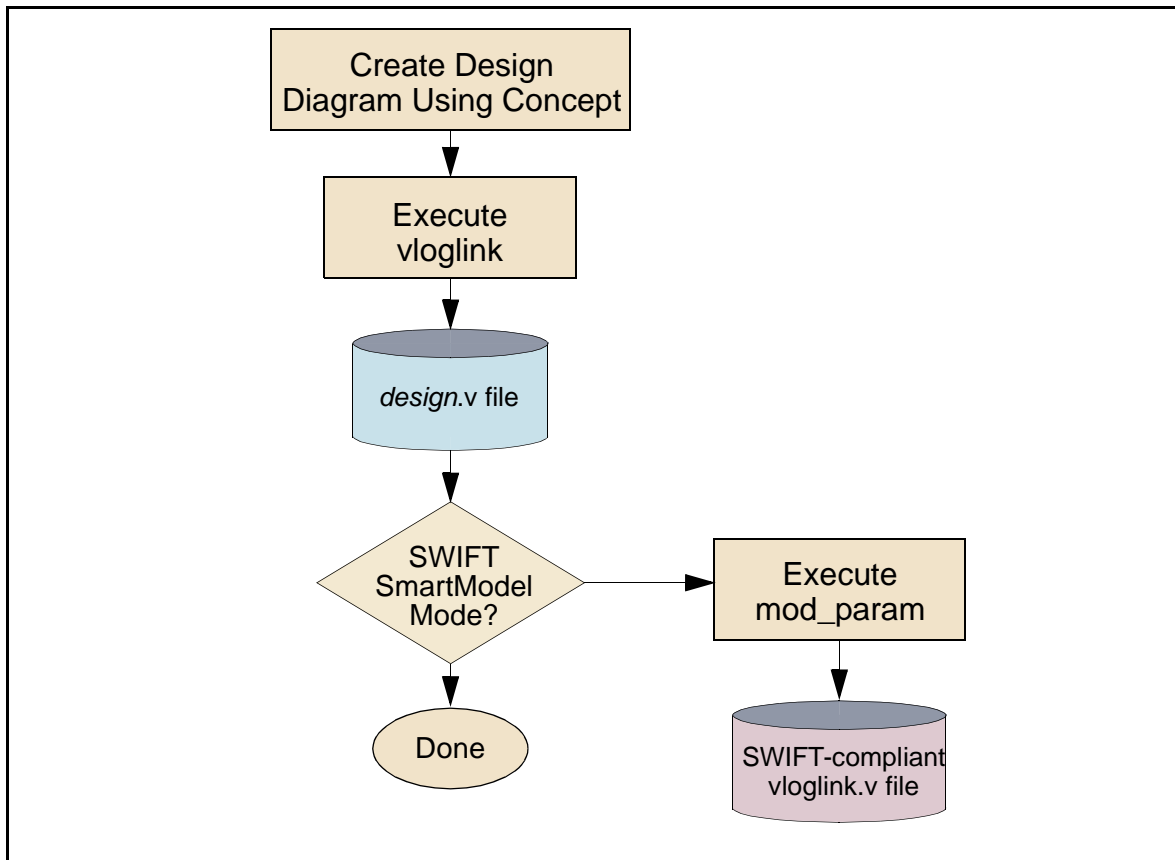 Create Design
Diagram Using Concept
Execute
vloglink
design.v file
SWIFT
SmartModel
Mode?
Execute
mod_param
Done
SWIFT-compliant
vloglink.v file